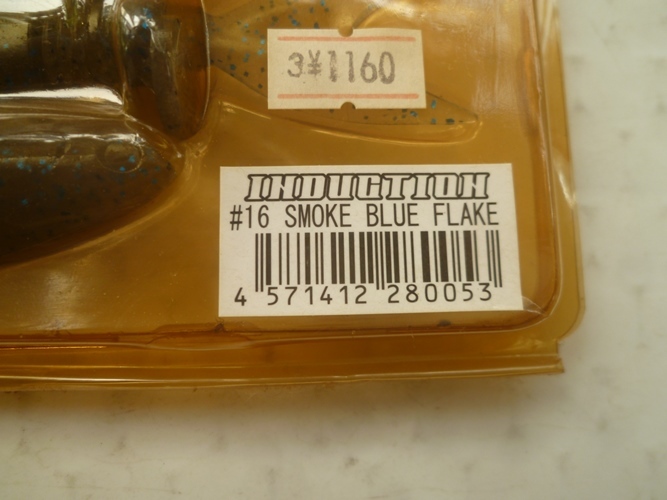 3¥1160
INDUCTION
#16 SMOKE BLUE FLAKE
4 571412 280053